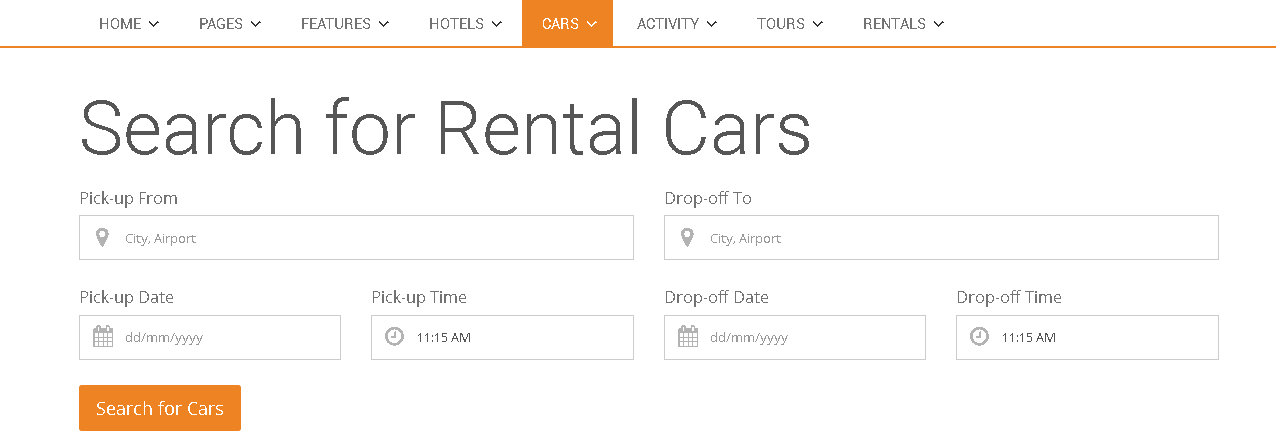 HOME PAGES FEATURES HOTELS CARS ACTIVITY TOURS RENTALS
Search for Rental Cars
Pick-up From Drop-off To
City, Airport City, Airport
Pick-up Date Pick-up Time Drop-off Date Drop-off Time
dd/mm/yyyy 11:15 AM dd/mm/yyyy 11:15 AM
Search for Cars